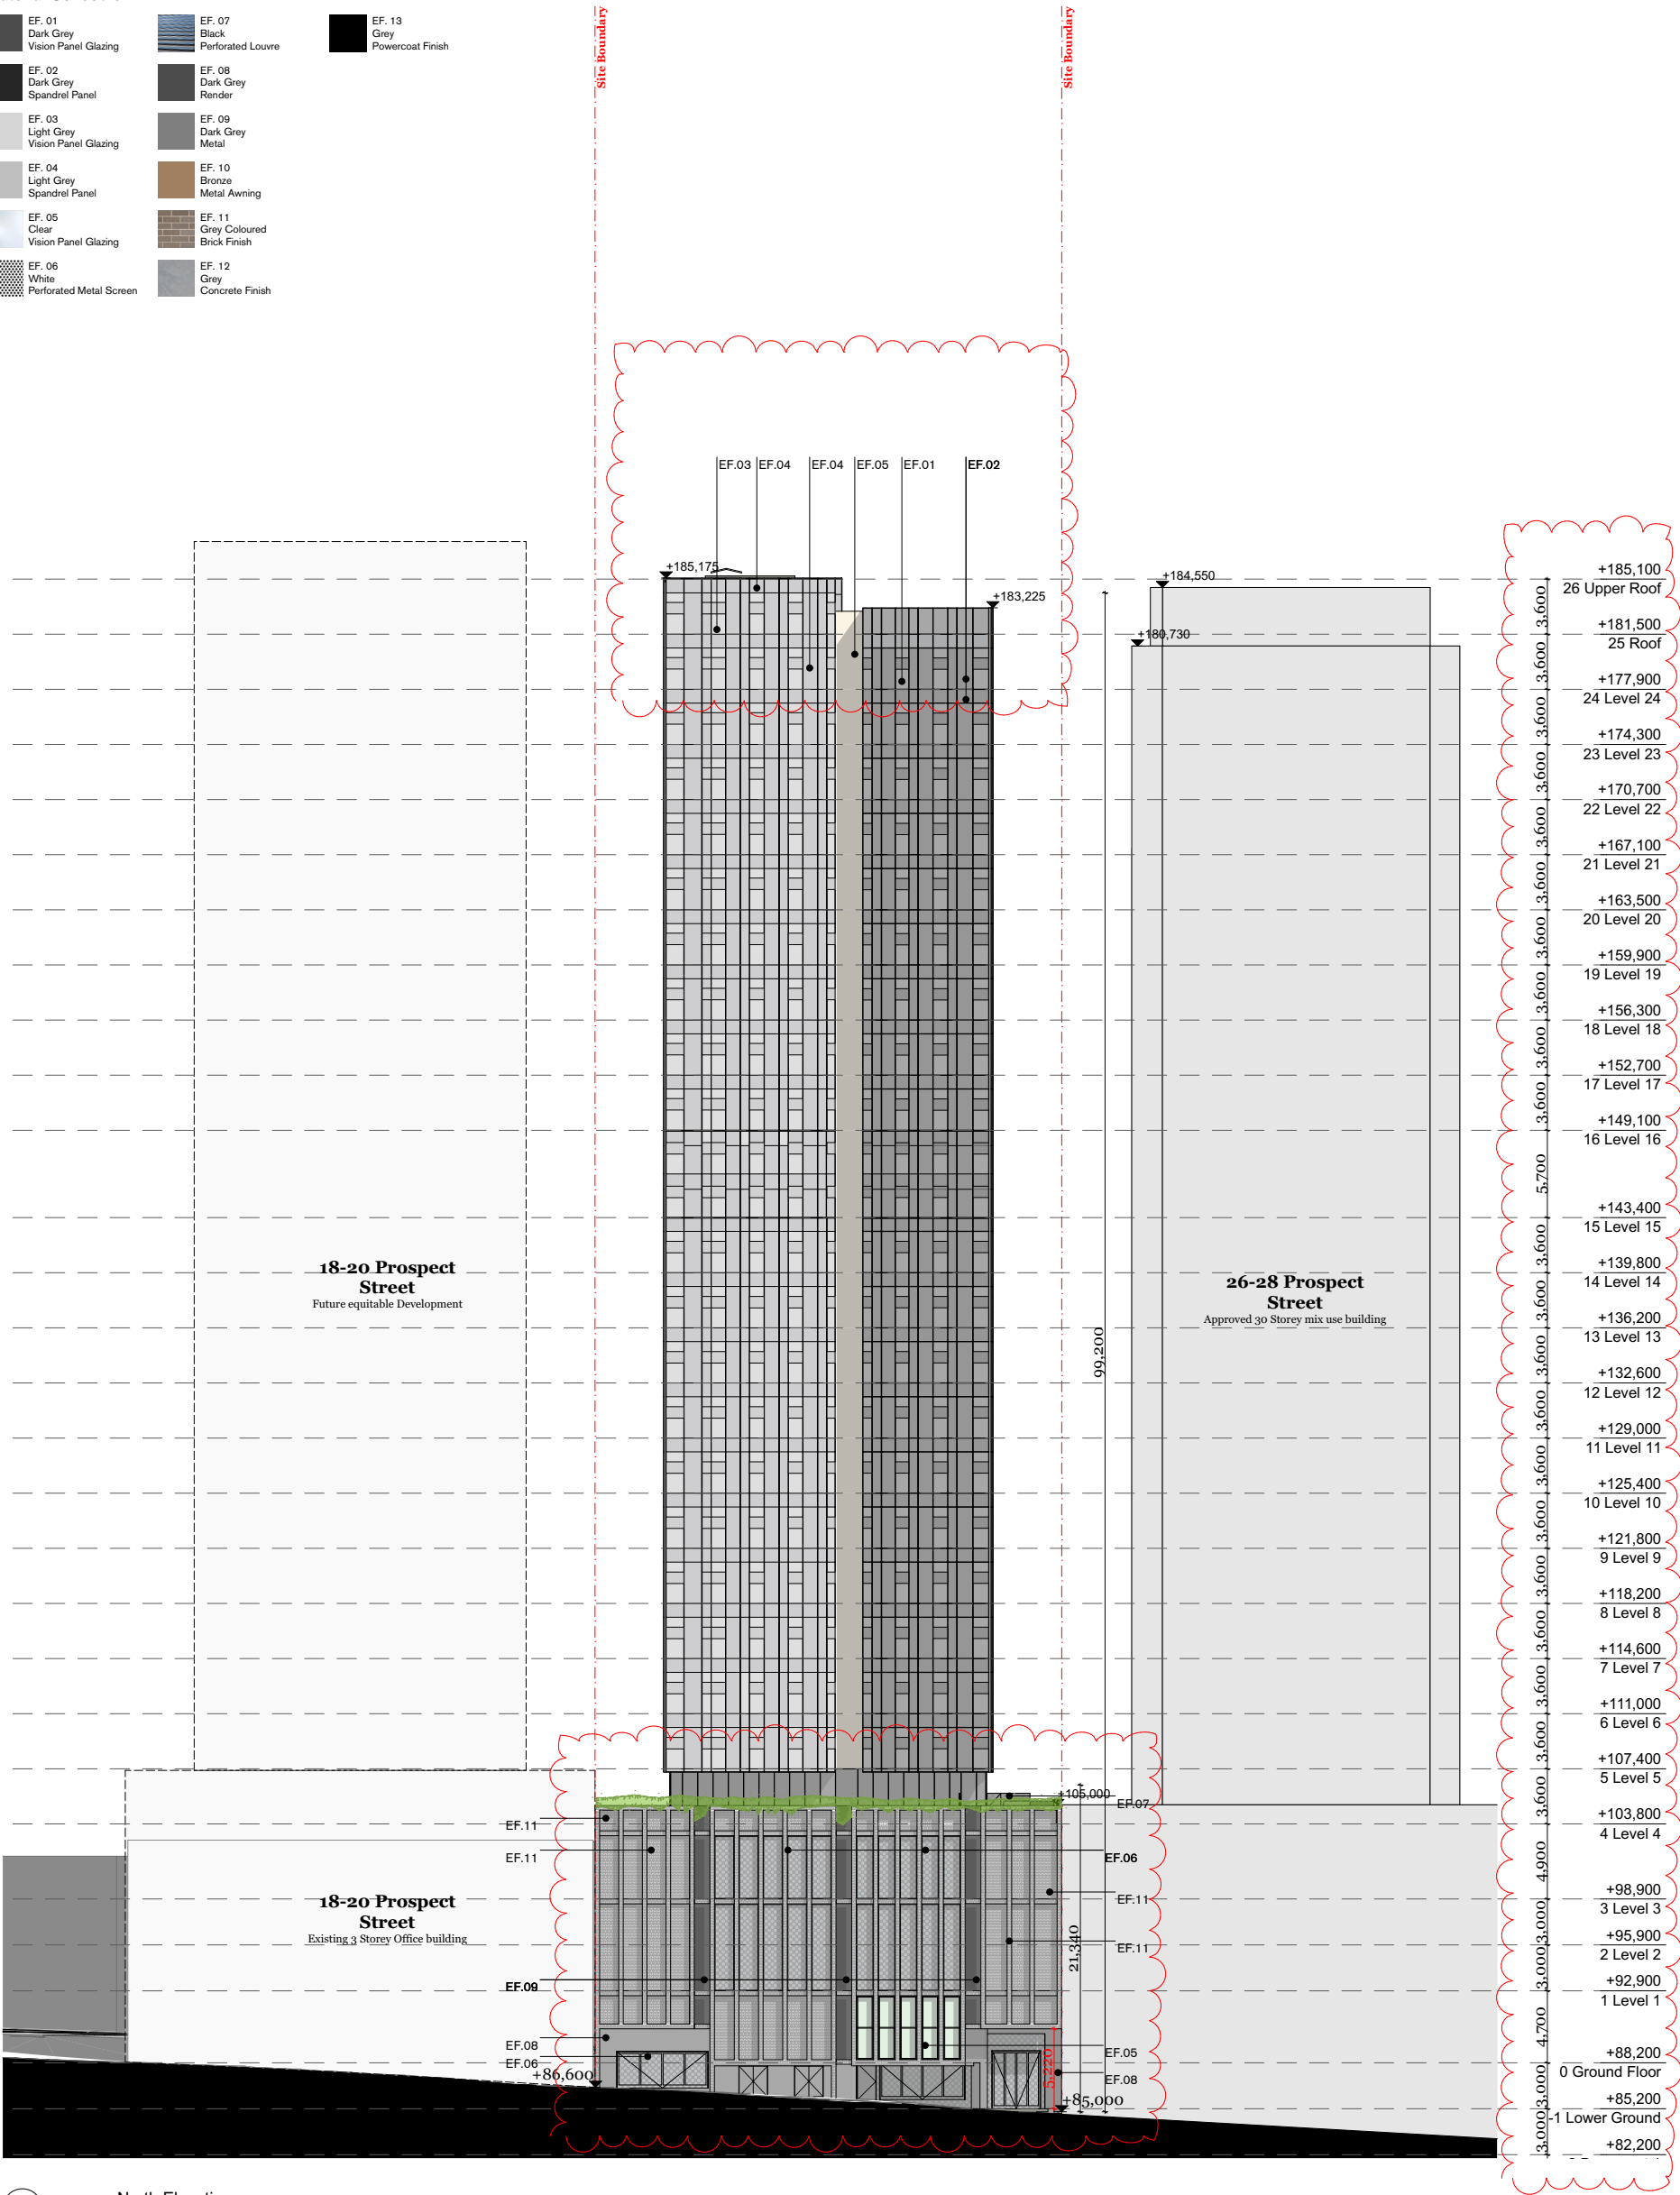 EF. 01
Dark Grey
Vision Panel Glazing
EF. 02
Dark Grey
Spandrel Panel
EF. 03
Light Grey
Vision Panel Glazing
EF. 04
Light Grey
Spandrel Panel
EF. 05
Clear
Vision Panel Glazing
EF. 06
White
Perforated Metal Screen
EF. 07
Black
Perforated Louvre
EF. 08
Dark Grey
Render
EF. 09
Dark Grey
Metal
EF. 10
Bronze
Metal Awning
EF. 11
Grey Coloured
Brick Finish
EF. 12
Grey
Concrete Finish
EF. 13
Grey
Powercoat Finish
Site Boundary
Site Boundary
EF.03
EF.04
EF.04
EF.05
EF.01
EF.02
+185,175
+183,225
+184,550
+180,730
18-20 Prospect
Street
Future equitable Development
26-28 Prospect
Street
Approved 30 Storey mix use building
99,200
18-20 Prospect
Street
Existing 3 Storey Office building
EF.11
EF.11
EF.09
EF.08
EF.06
+86,600
+105,000
EF.07
EF.06
EF.11
EF.11
21,340
EF.05
EF.08
5,220
+85,000
+185,100
26 Upper Roof
3,600
+181,500
25 Roof
3,600
+177,900
24 Level 24
3,600
+174,300
23 Level 23
3,600
+170,700
22 Level 22
3,600
+167,100
21 Level 21
3,600
+163,500
20 Level 20
3,600
+159,900
19 Level 19
3,600
+156,300
18 Level 18
3,600
+152,700
17 Level 17
3,600
+149,100
16 Level 16
5,700
+143,400
15 Level 15
3,600
+139,800
14 Level 14
3,600
+136,200
13 Level 13
3,600
+132,600
12 Level 12
3,600
+129,000
11 Level 11
3,600
+125,400
10 Level 10
3,600
+121,800
9 Level 9
3,600
+118,200
8 Level 8
3,600
+114,600
7 Level 7
3,600
+111,000
6 Level 6
3,600
+107,400
5 Level 5
3,600
+103,800
4 Level 4
4,900
+98,900
3 Level 3
3,000
+95,900
2 Level 2
3,000
+92,900
1 Level 1
4,700
+88,200
0 Ground Floor
3,000
+85,200
-1 Lower Ground
3,000
+82,200